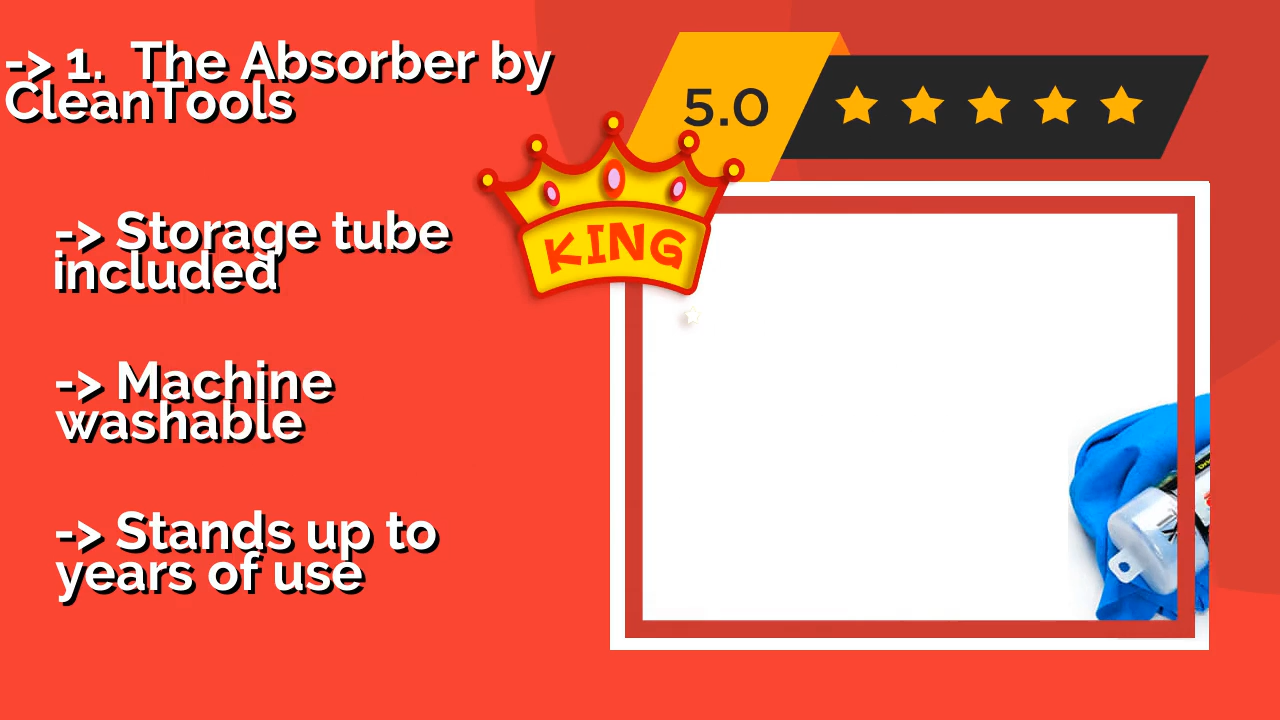 -> 1.  The Absorber by
CleanTools
5.0
KING
-> Storage tube
included
-> Machine
washable
-> Stands up to
years of use